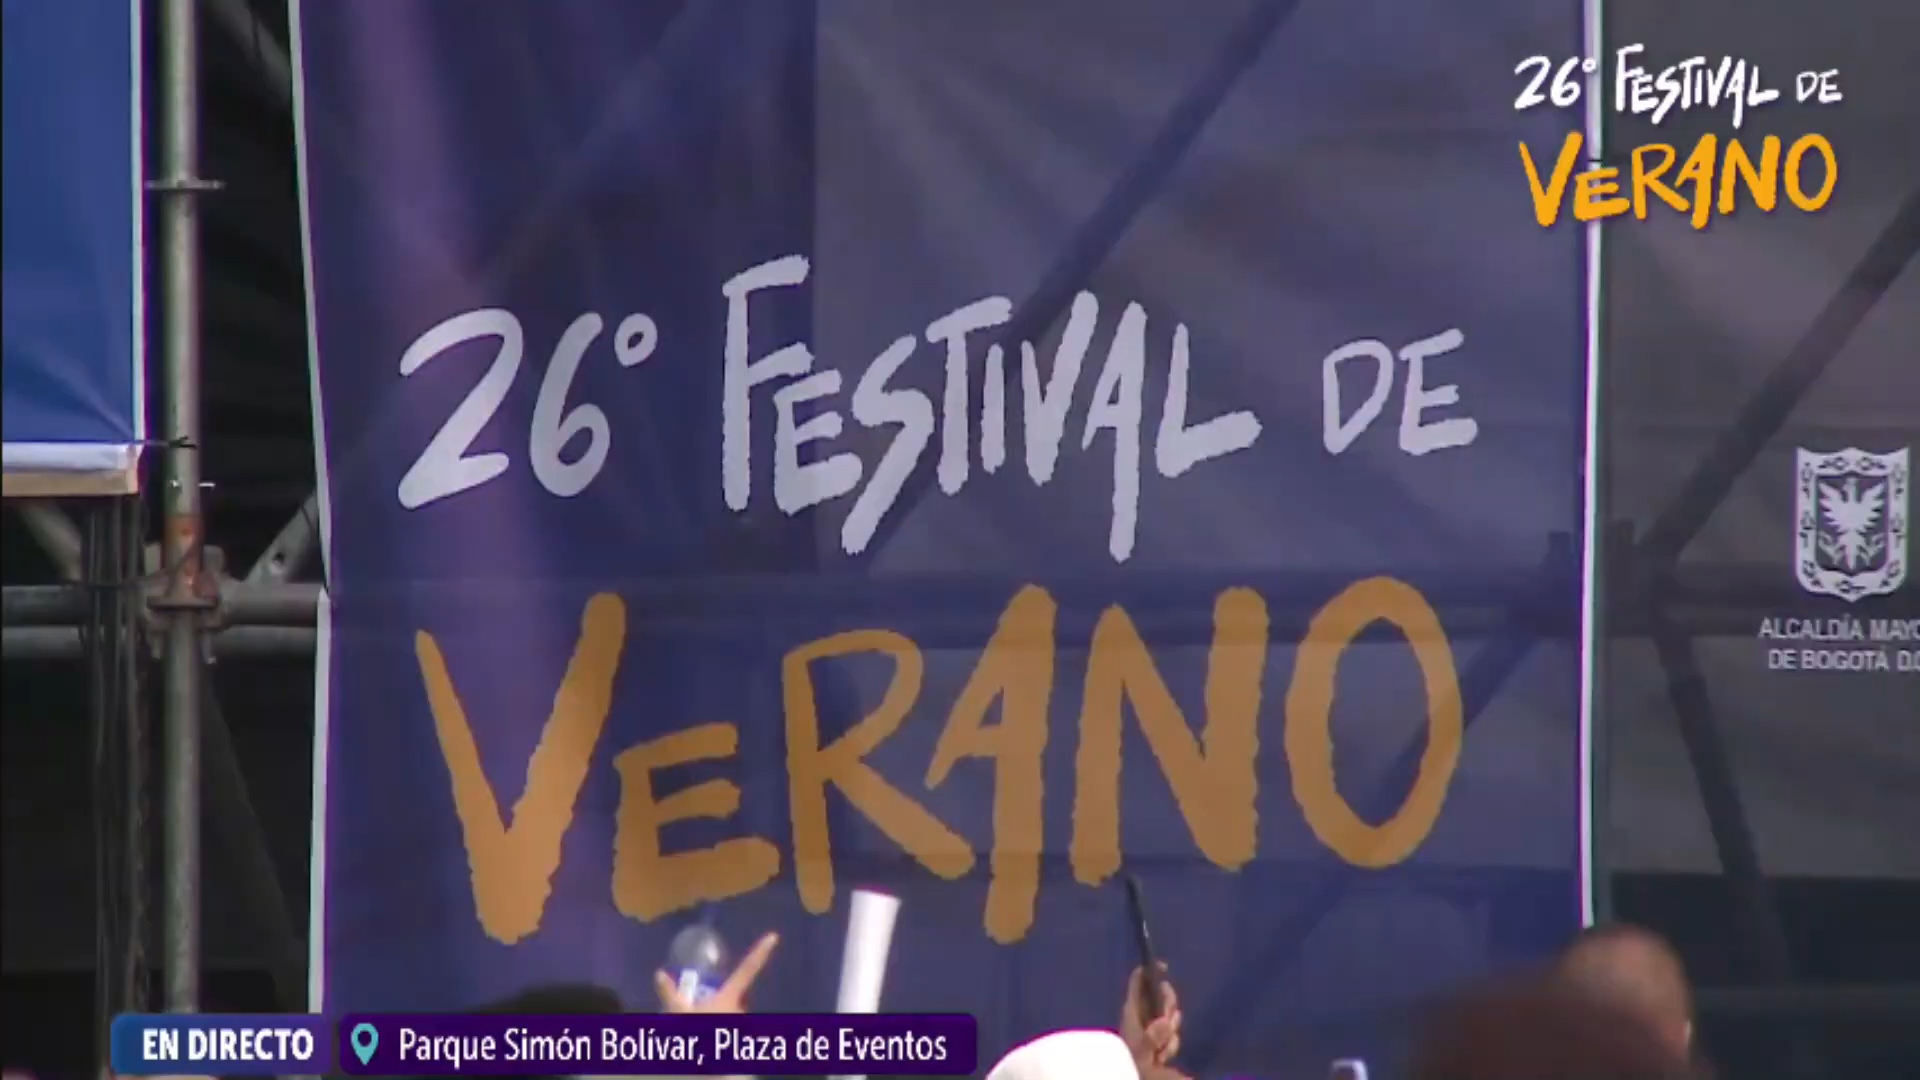 26° FESTIVAL DE
VERANO
26° FESTIVAL DE
VERANO
ALCALDÍA
DE BOGOTÁ
EN DIRECTO
Parque Simón Bolívar, Plaza de Eventos